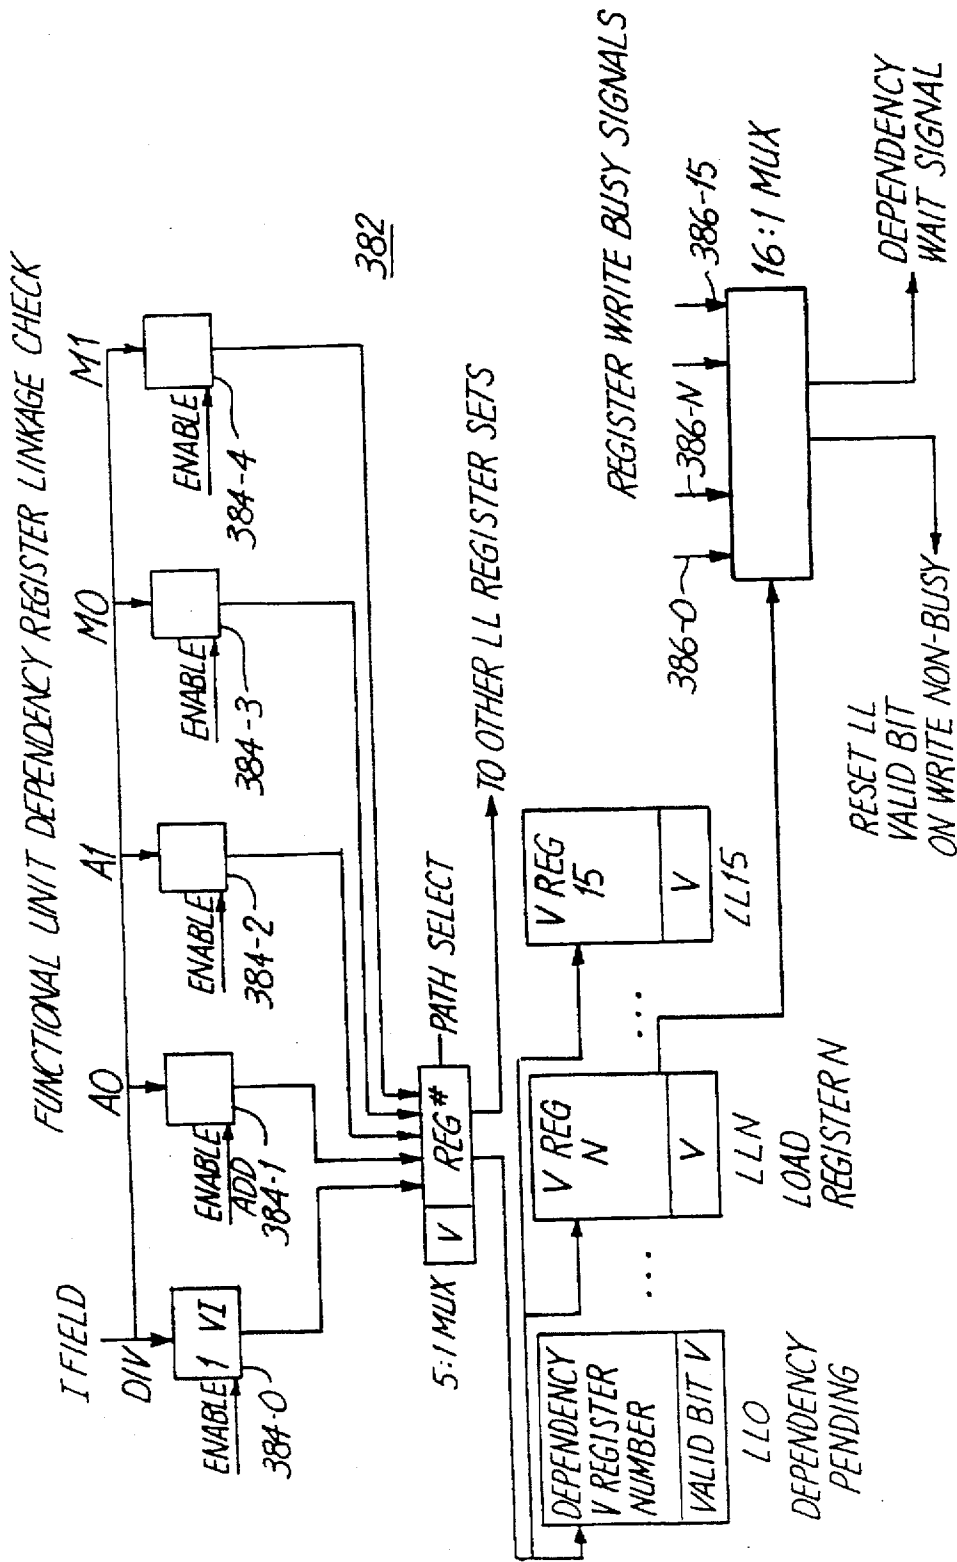 FUNCTIONAL UNIT DEPENDENCY REGISTER LINKAGE CHECK
I FIELD
DIV
A0
A1
M0
M1
ENABLE
1 VI
384-0
ENABLE
ADD
384-1
ENABLE
384-2
ENABLE
384-3
ENABLE
384-4
382
5:1 MUX
V
REG#
PATH SELECT
TO OTHER LL REGISTER SETS
REGISTER WRITE BUSY SIGNALS
386-0
386-N
386-15
16:1 MUX
DEPENDENCY
V REGISTER
NUMBER
VALID BIT V
LL0
DEPENDENCY
PENDING
...
V REG
N
V
LLN
LOAD
REGISTER N
...
V REG
15
V
LL15
RESET LL
VALID BIT
ON WRITE NON-BUSY
DEPENDENCY
WAIT SIGNAL